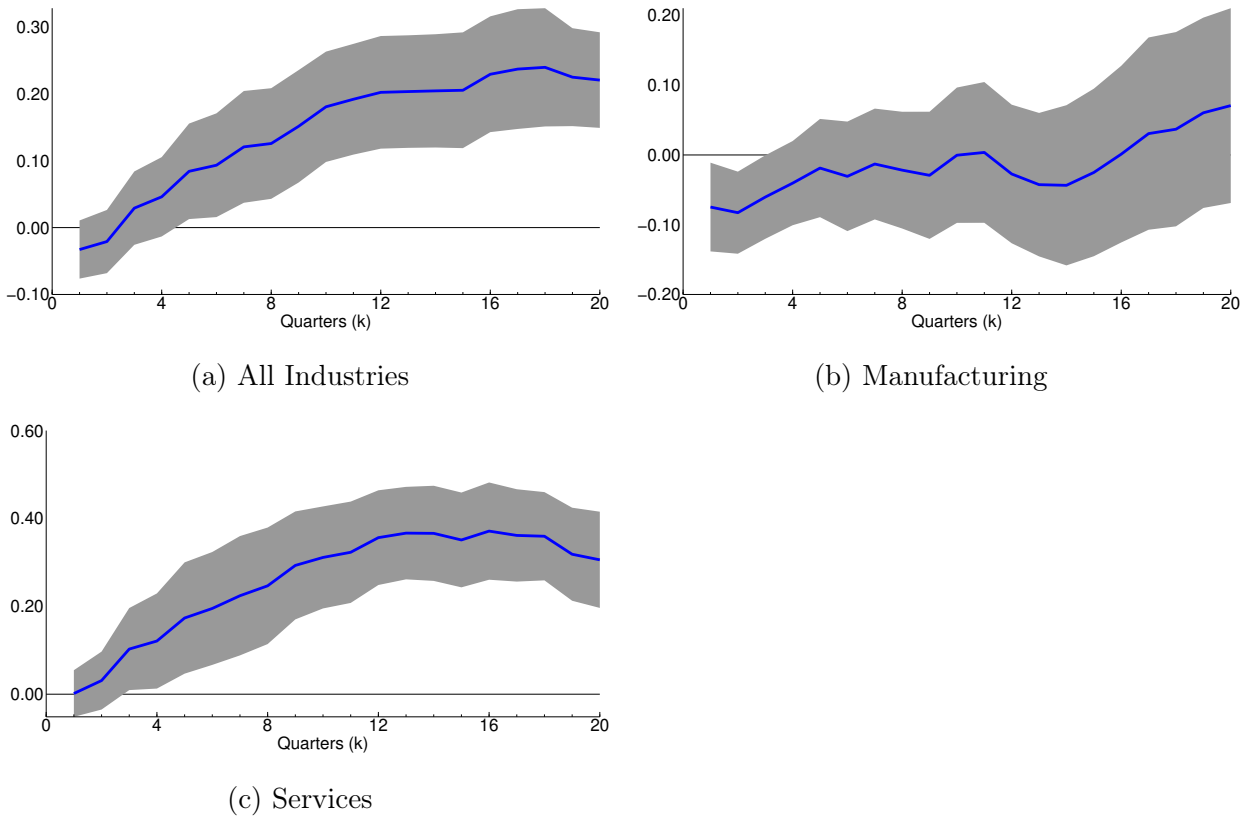 0.30
0.20
0.10
0.00
−0.10
0 4 8 12 16 20
Quarters (k)
(a) All Industries
0.20
0.10
0.00
−0.10
−0.20
0 4 8 12 16 20
Quarters (k)
(b) Manufacturing
0.60
0.40
0.20
0.00
0 4 8 12 16 20
Quarters (k)
(c) Services